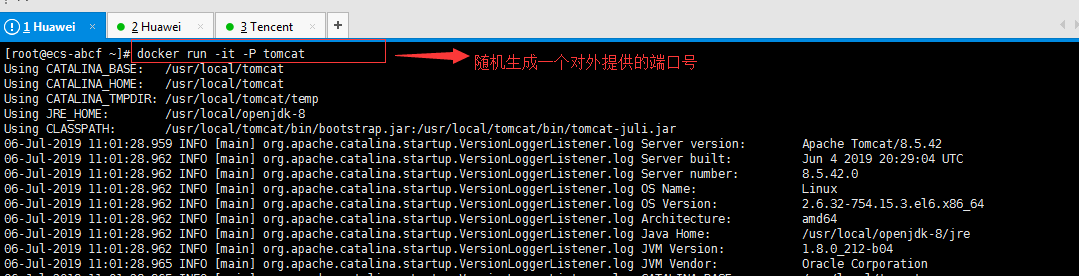 1 Huawei × 2 Huawei × 3 Tencent × +
[root@ecs-abcf ~]# docker run -it -P tomcat
随机生成一个对外提供的端口号
Using CATALINA_BASE: /usr/local/tomcat
Using CATALINA_HOME: /usr/local/tomcat
Using CATALINA_TMPDIR: /usr/local/tomcat/temp
Using JRE_HOME: /usr/local/openjdk-8
Using CLASSPATH: /usr/local/tomcat/bin/bootstrap.jar:/usr/local/tomcat/bin/tomcat-juli.jar
06-Jul-2019 11:01:28.959 INFO [main] org.apache.catalina.startup.VersionLoggerListener.log Server version: Apache Tomcat/8.5.42
06-Jul-2019 11:01:28.962 INFO [main] org.apache.catalina.startup.VersionLoggerListener.log Server built: Jun 4 2019 20:29:04 UTC
06-Jul-2019 11:01:28.962 INFO [main] org.apache.catalina.startup.VersionLoggerListener.log Server number: 8.5.42.0
06-Jul-2019 11:01:28.962 INFO [main] org.apache.catalina.startup.VersionLoggerListener.log OS Name: Linux
06-Jul-2019 11:01:28.962 INFO [main] org.apache.catalina.startup.VersionLoggerListener.log OS Version: 2.6.32-754.15.3.el6.x86_64
06-Jul-2019 11:01:28.962 INFO [main] org.apache.catalina.startup.VersionLoggerListener.log Architecture: amd64
06-Jul-2019 11:01:28.962 INFO [main] org.apache.catalina.startup.VersionLoggerListener.log Java Home: /usr/local/openjdk-8/jre
06-Jul-2019 11:01:28.962 INFO [main] org.apache.catalina.startup.VersionLoggerListener.log JVM Version: 1.8.0_212-b04
06-Jul-2019 11:01:28.965 INFO [main] org.apache.catalina.startup.VersionLoggerListener.log JVM Vendor: Oracle Corporation